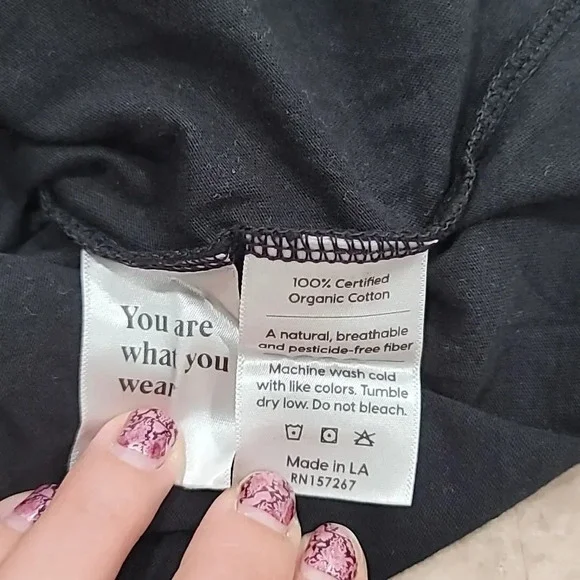 You are
what you
wear
100% Certified
Organic Cotton
A natural, breathable
and pesticide-free fiber
Machine wash cold
with like colors. Tumble
dry low. Do not bleach.
Made in LA
RN157267